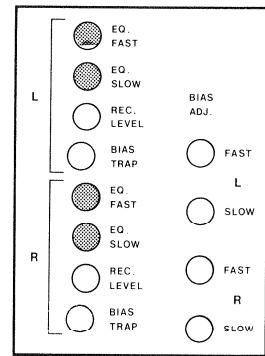 L
EQ.
FAST
EQ.
SLOW
REC.
LEVEL
BIAS
TRAP
R
EQ.
FAST
EQ.
SLOW
REC.
LEVEL
BIAS
TRAP
BIAS
ADJ.
FAST
L
SLOW
FAST
R
SLOW